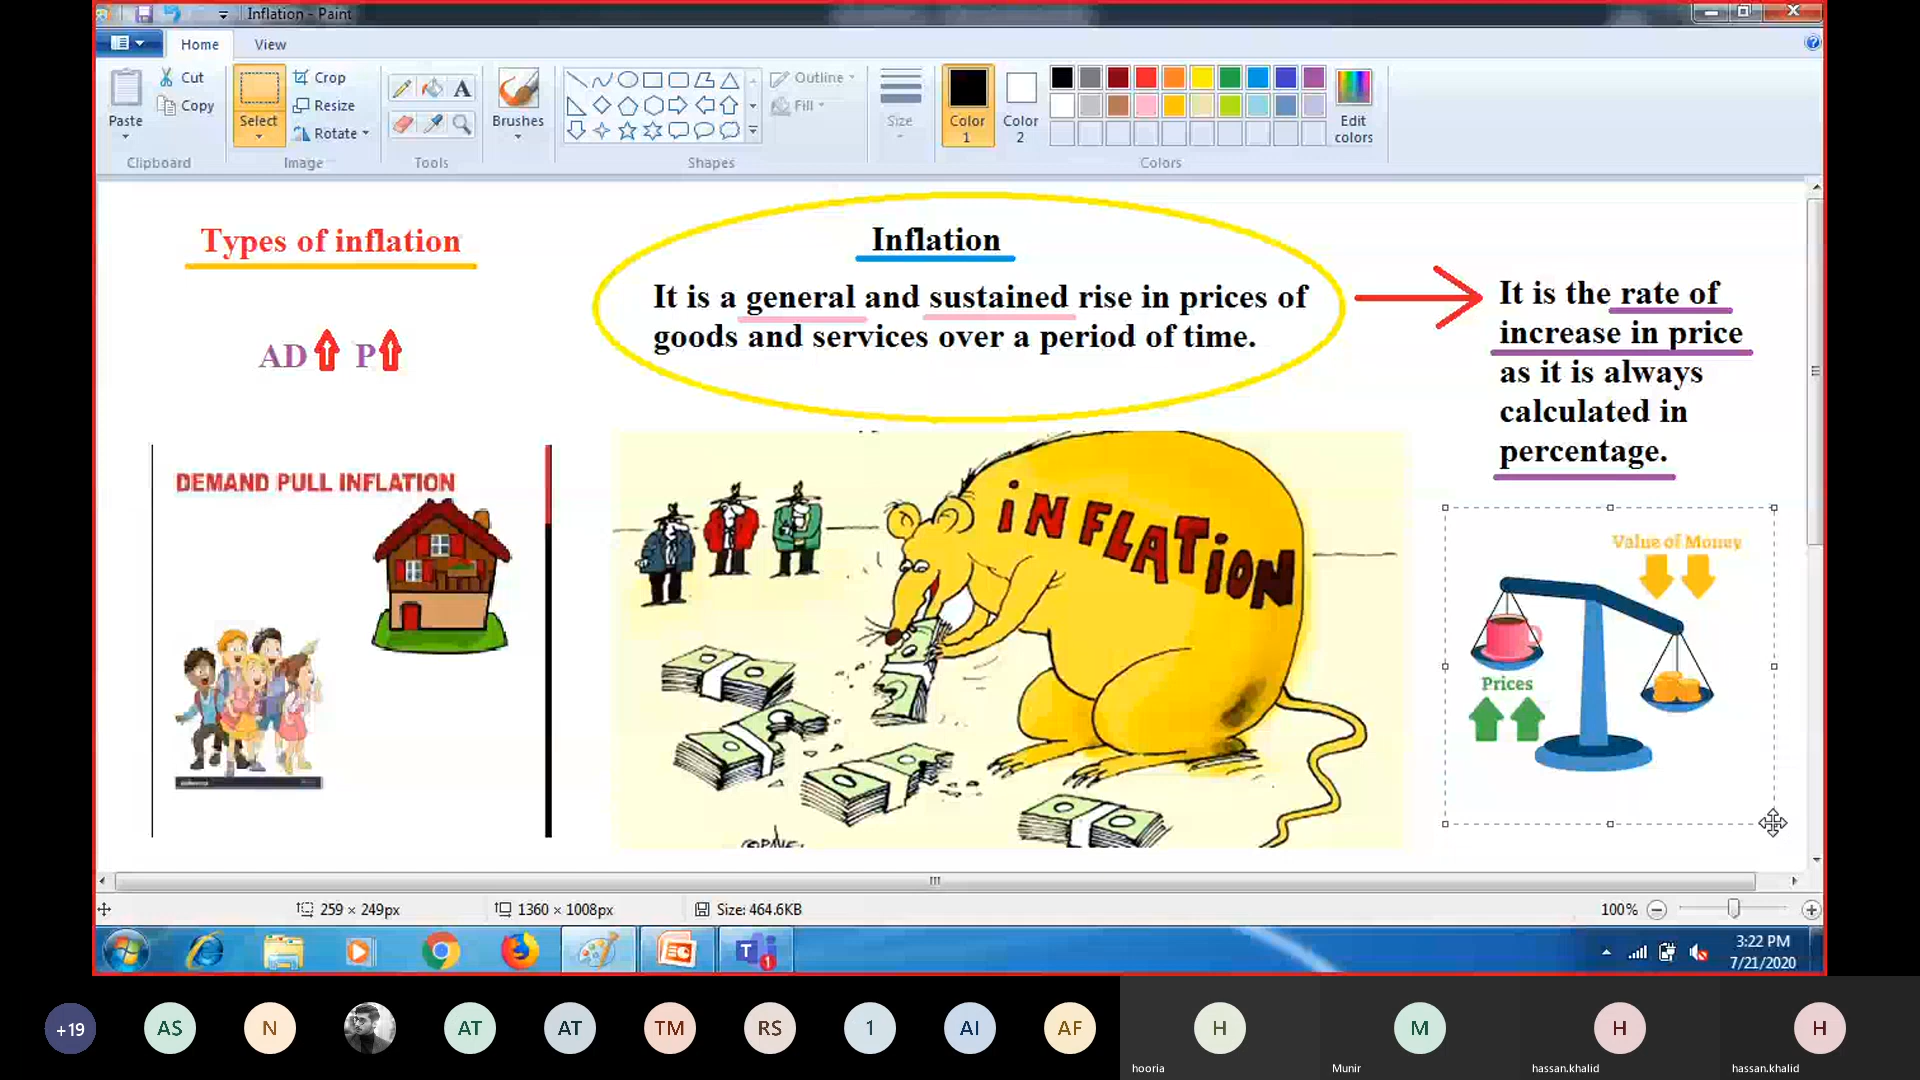 Inflation - Paint
Home
View
Paste
Cut
Copy
Clipboard
Select
Crop
Resize
Rotate
Image
Tools
Brushes
Shapes
Outline
Fill
Size
Color
1
Color
2
Edit
colors
Colors
Types of inflation
AD P
DEMAND PULL INFLATION
Inflation
It is a general and sustained rise in prices of
goods and services over a period of time.
INFLATION
It is the rate of
increase in price
as it is always
calculated in
percentage.
Value of Money
Prices
259 × 249px
1360 × 1008px
Size: 464.6KB
100%
3:22 PM
7/21/2020
+19
AS
N
AT
AT
TM
RS
1
AI
AF
H
hooria
M
Munir
H
hassan.khalid
H
hassan.khalid